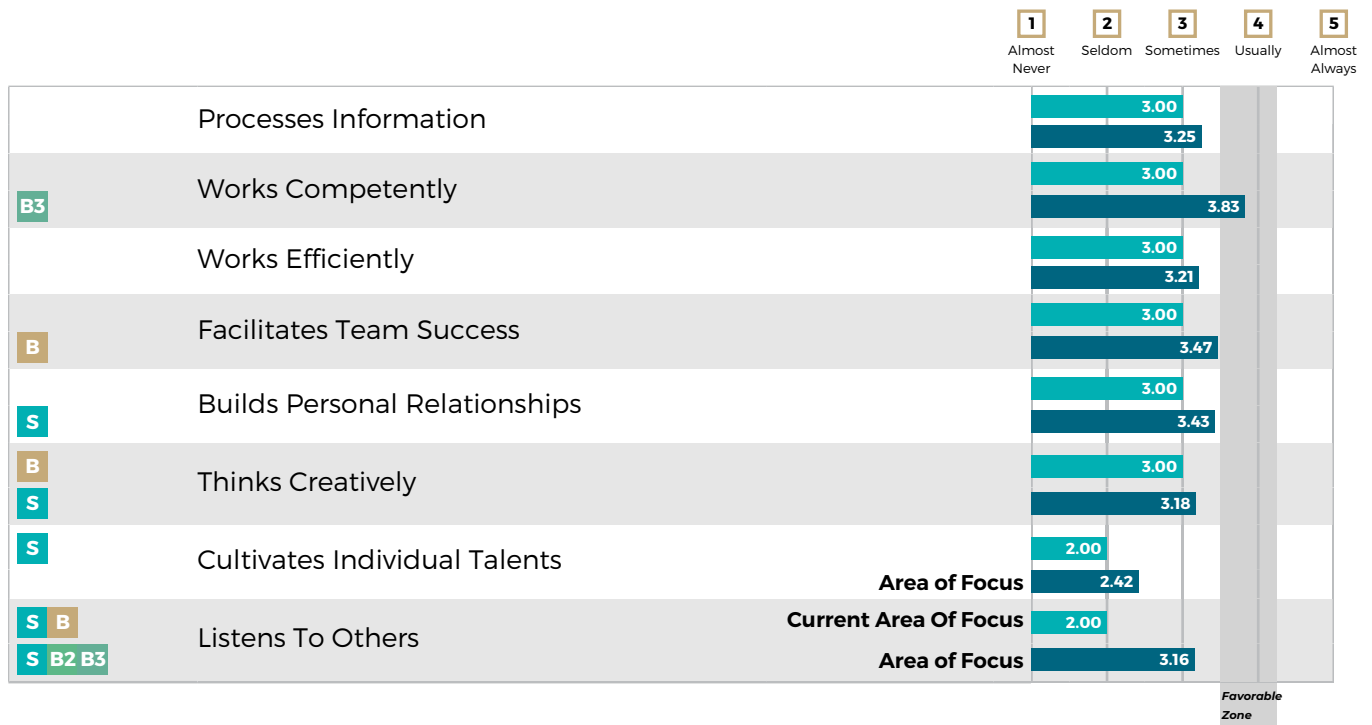 1 2 3 4 5
Almost Never Seldom Sometimes Usually Almost Always
Processes Information
3.00
3.25
Works Competently
3.00
B3
3.83
Works Efficiently
3.00
3.21
Facilitates Team Success
3.00
B
3.47
Builds Personal Relationships
3.00
S
3.43
B
Thinks Creatively
3.00
S
3.18
S
Cultivates Individual Talents
2.00
Area of Focus 2.42
S B
Listens To Others
Current Area Of Focus 2.00
S B2 B3
Area of Focus 3.16
Favorable
Zone